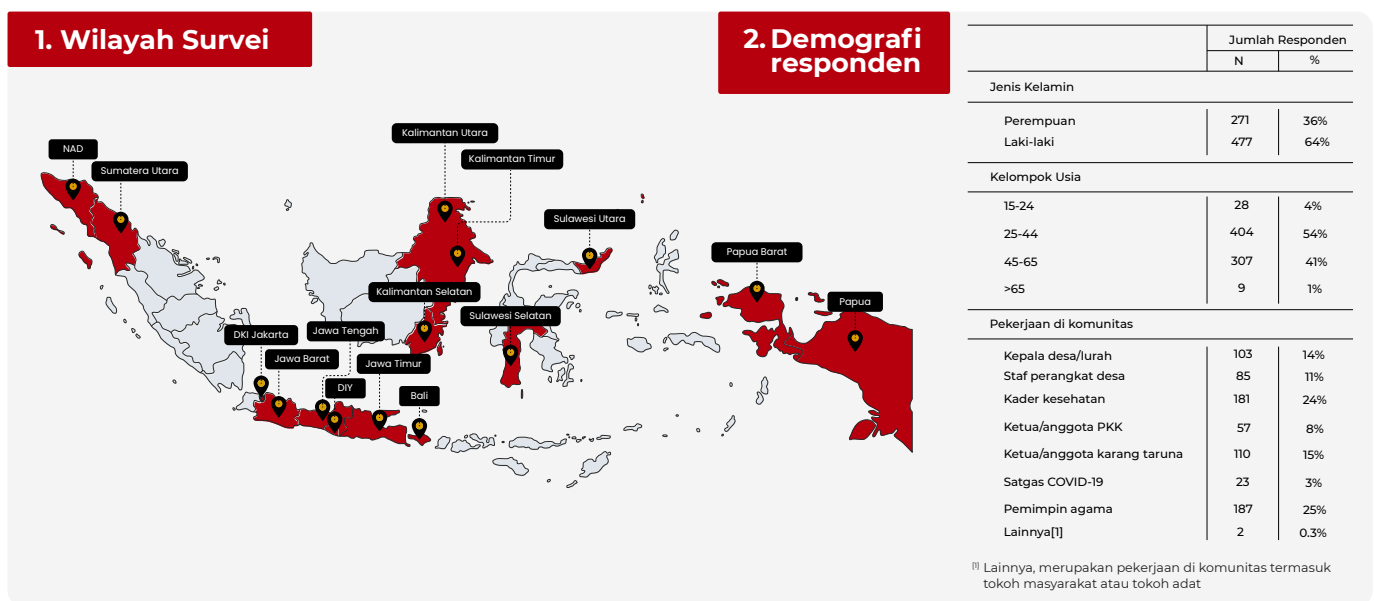 1. Wilayah Survei
NAD
Sumatera Utara
Kalimantan Utara
Kalimantan Timur
Sulawesi Utara
Papua Barat
Kalimantan Selatan
Papua
Sulawesi Selatan
DKI Jakarta
Jawa Tengah
Jawa Barat
Jawa Timur
DIY
Bali
2. Demografi
responden
Jumlah Responden
N %
Jenis Kelamin
Perempuan 271 36%
Laki-laki 477 64%
Kelompok Usia
15-24 28 4%
25-44 404 54%
45-65 307 41%
>65 9 1%
Pekerjaan di komunitas
Kepala desa/lurah 103 14%
Staf perangkat desa 85 11%
Kader kesehatan 181 24%
Ketua/anggota PKK 57 8%
Ketua/anggota karang taruna 110 15%
Satgas COVID-19 23 3%
Pemimpin agama 187 25%
Lainnya[1] 2 0.3%
[1] Lainnya, merupakan pekerjaan di komunitas termasuk
tokoh masyarakat atau tokoh adat